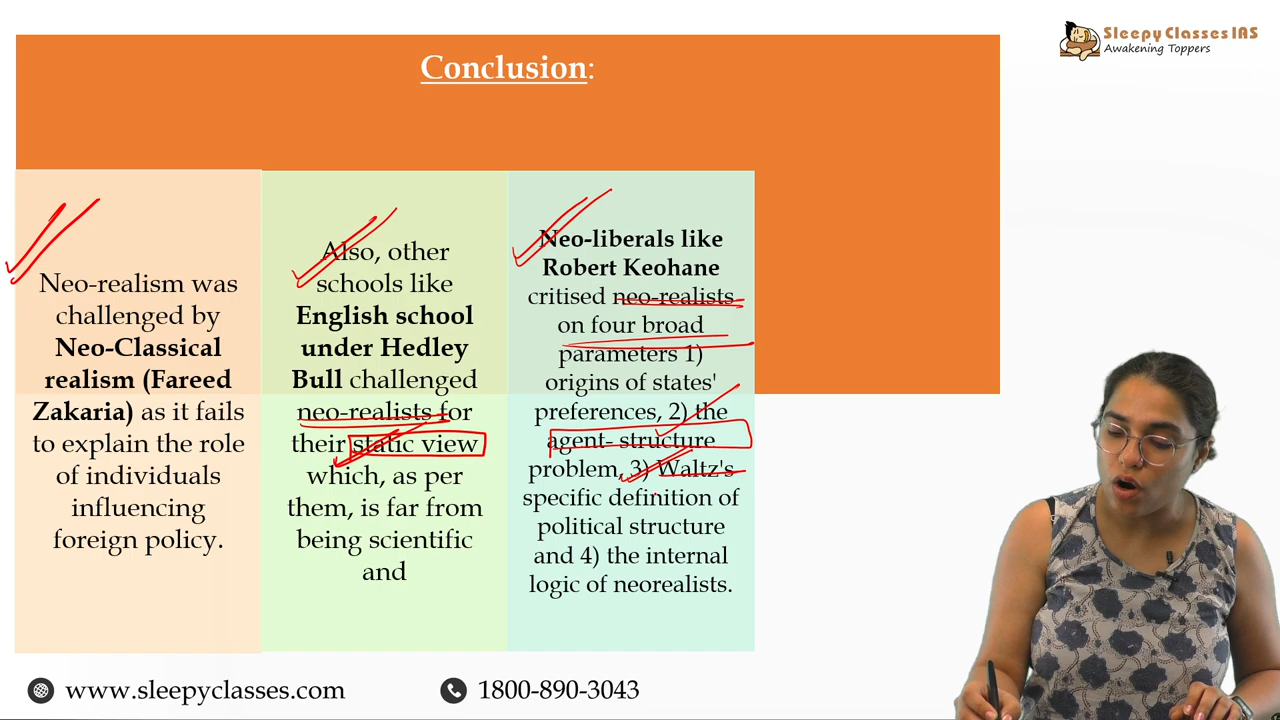 Sleepy Classes IAS
Awakening Toppers
Conclusion:
Neo-realism was
challenged by
Neo-Classical
realism (Fareed
Zakaria) as it fails
to explain the role
of individuals
influencing
foreign policy.
Also, other
schools like
English school
under Hedley
Bull challenged
neo-realists for
their static view
which, as per
them, is far from
being scientific
and
Neo-liberals like
Robert Keohane
critised neo-realists
on four broad
parameters 1)
origins of states'
preferences, 2) the
agent- structure
problem, 3) Waltz's
specific definition of
political structure
and 4) the internal
logic of neorealists.
www.sleepyclasses.com
1800-890-3043